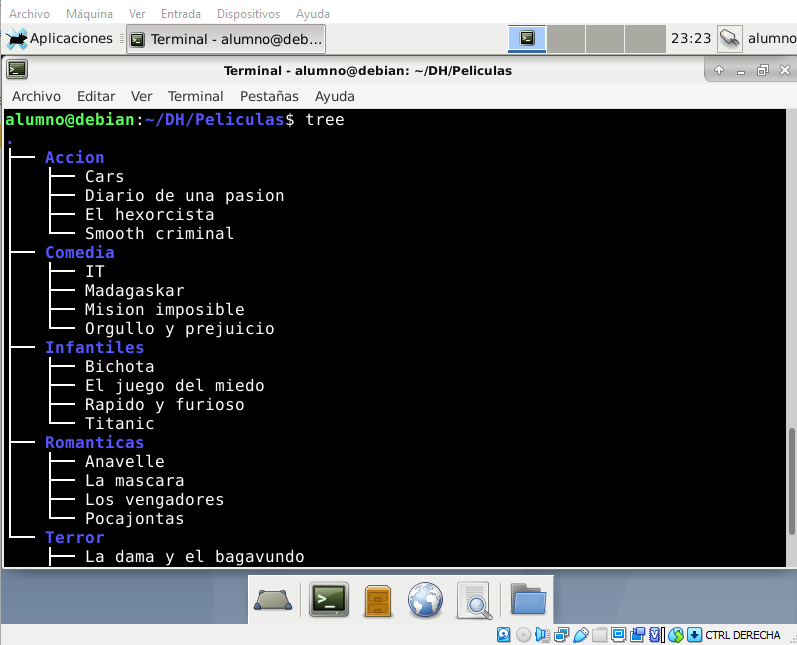 Archivo Máquina Ver Entrada Dispositivos Ayuda
Aplicaciones Terminal - alumno@deb... 23:23 alumno
Terminal - alumno@debian: ~/DH/Peliculas
Archivo Editar Ver Terminal Pestañas Ayuda
alumno@debian:~/DH/Peliculas$ tree
.
├── Accion
│   ├── Cars
│   ├── Diario de una pasion
│   ├── El hexorcista
│   └── Smooth criminal
├── Comedia
│   ├── IT
│   ├── Madagaskar
│   ├── Mision imposible
│   └── Orgullo y prejuicio
├── Infantiles
│   ├── Bichota
│   ├── El juego del miedo
│   ├── Rapido y furioso
│   └── Titanic
├── Romanticas
│   ├── Anavelle
│   ├── La mascara
│   ├── Los vengadores
│   └── Pocajontas
└── Terror
    ├── La dama y el bagavundo
CTRL DERECHA